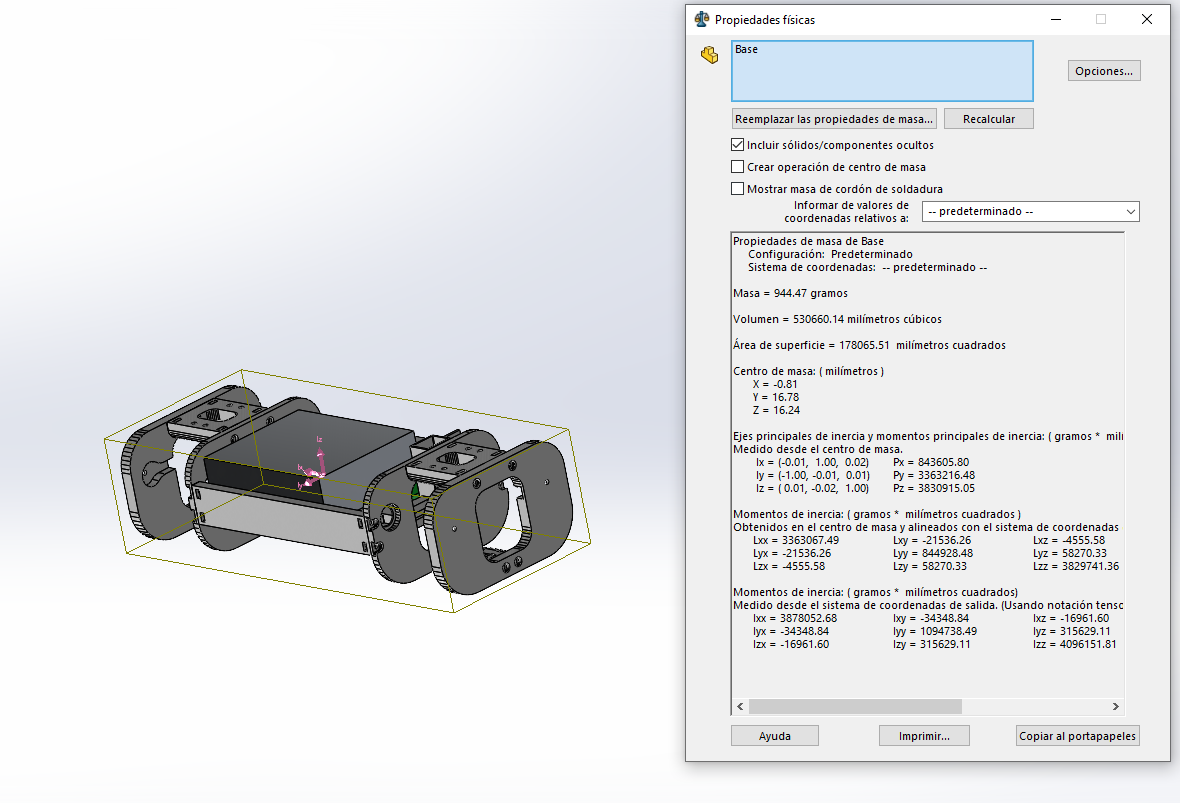 Propiedades físicas
Base
Opciones...
Reemplazar las propiedades de masa...
Recalcular
Incluir sólidos/componentes ocultos
Crear operación de centro de masa
Mostrar masa de cordón de soldadura
Informar de valores de
coordenadas relativos a:
-- predeterminado --
Propiedades de masa de Base
Configuración: Predeterminado
Sistema de coordenadas: -- predeterminado --
Masa = 944.47 gramos
Volumen = 530660.14 milímetros cúbicos
Área de superficie = 178065.51 milímetros cuadrados
Centro de masa: ( milímetros )
X = -0.81
Y = 16.78
Z = 16.24
Ejes principales de inercia y momentos principales de inercia: ( gramos * milí
Medido desde el centro de masa.
Ix = (-0.01, 1.00, 0.02) Px = 843605.80
Iy = (-1.00, -0.01, 0.01) Py = 3363216.48
Iz = ( 0.01, -0.02, 1.00) Pz = 3830915.05
Momentos de inercia: ( gramos * milímetros cuadrados )
Obtenidos en el centro de masa y alineados con el sistema de coordenadas
Lxx = 3363067.49 Lxy = -21536.26 Lxz = -4555.58
Lyx = -21536.26 Lyy = 844928.48 Lyz = 58270.33
Lzx = -4555.58 Lzy = 58270.33 Lzz = 3829741.36
Momentos de inercia: ( gramos * milímetros cuadrados)
Medido desde el sistema de coordenadas de salida. (Usando notación tenso
Ixx = 3878052.68 Ixy = -34348.84 Ixz = -16961.60
Iyx = -34348.84 Iyy = 1094738.49 Iyz = 315629.11
Izx = -16961.60 Izy = 315629.11 Izz = 4096151.81
Ayuda
Imprimir...
Copiar al portapapeles
Iz
Ix
Iy